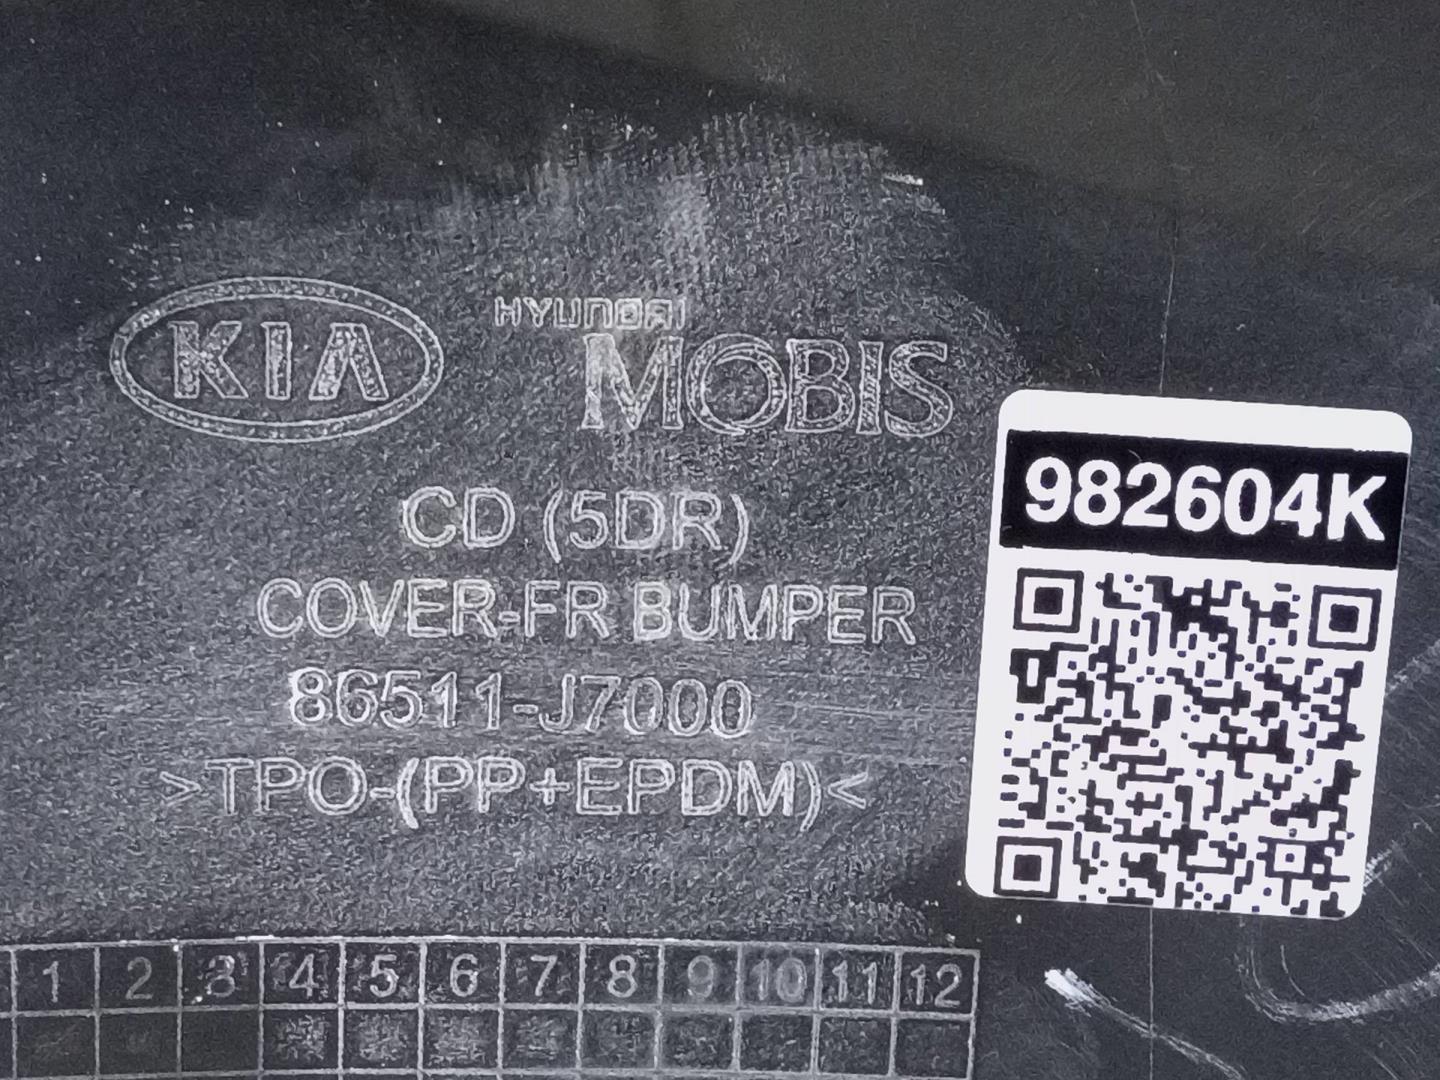 KIA
HYUNDAI
MOBIS
CD (5DR)
COVER-FR BUMPER
86511-J7000
>TPO-(PP+EPDM)<
982604K
1 2 3 4 5 6 7 8 9 10 11 12